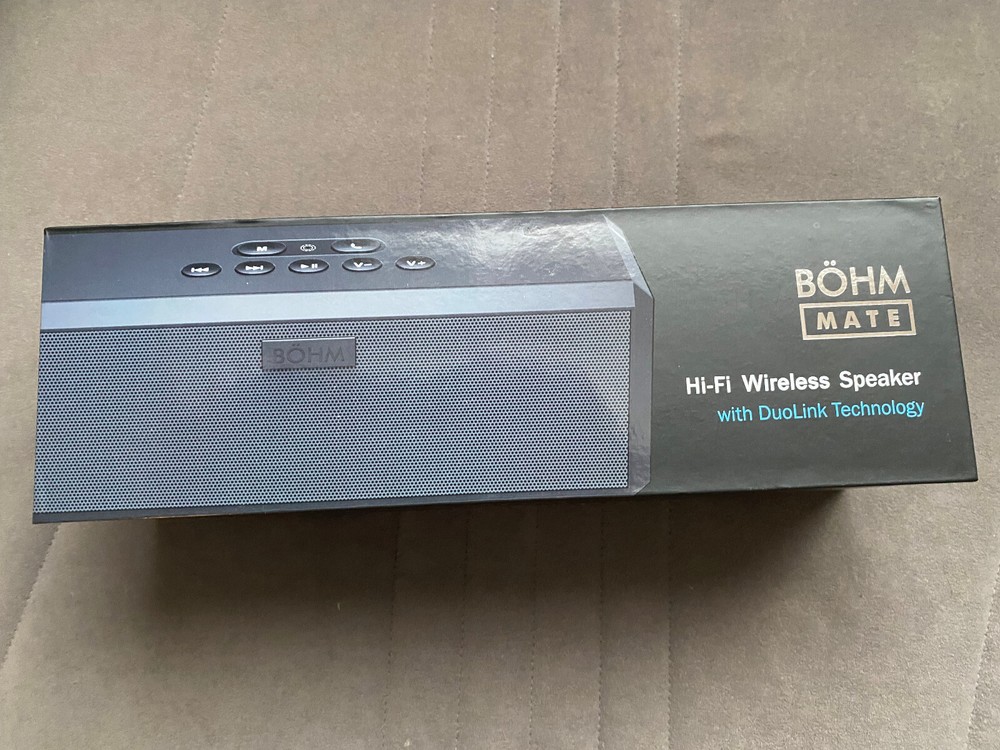 M
V-
V+
BÖHM
BÖHM
MATE
Hi-Fi Wireless Speaker
with DuoLink Technology